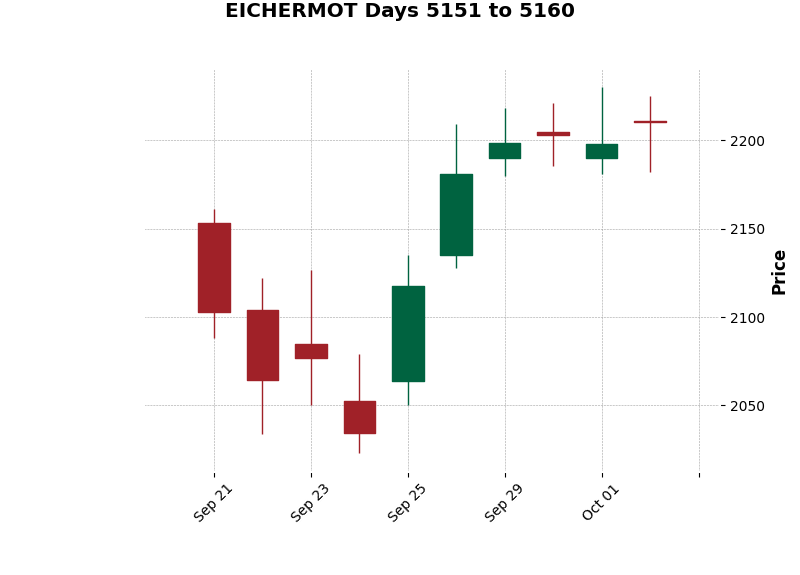 EICHERMOT Days 5151 to 5160
2200
2150
2100
2050
Price
Sep 21
Sep 23
Sep 25
Sep 29
Oct 01